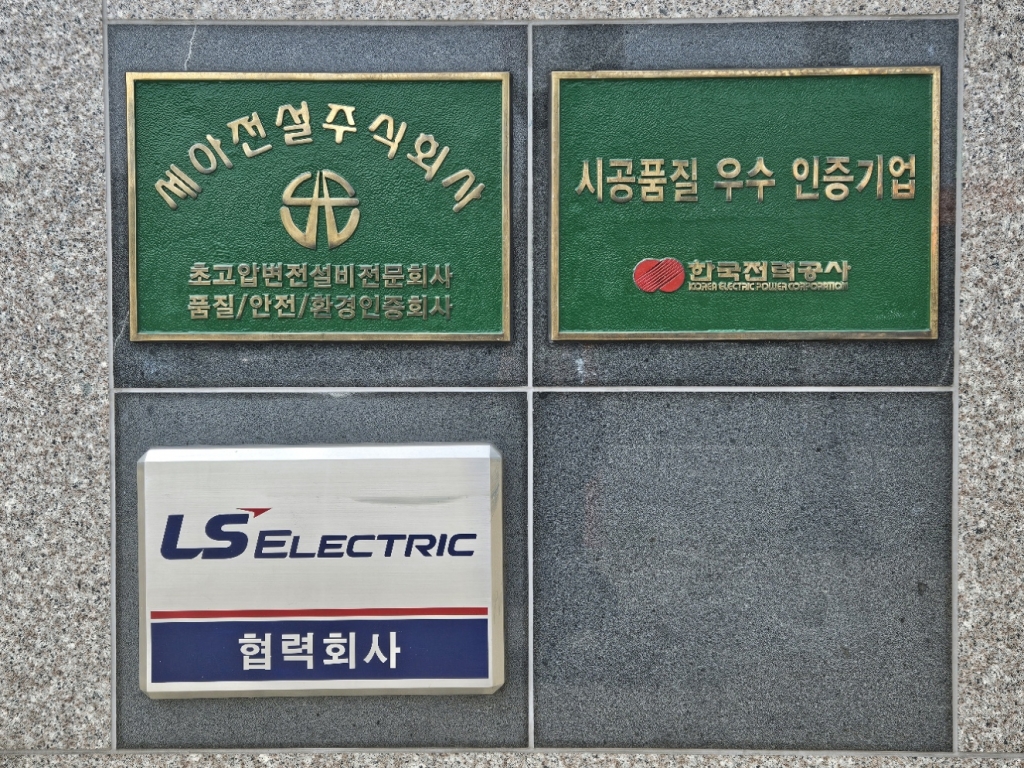 세아전설주식회사
초고압변전설비전문회사
품질/안전/환경인증회사
시공품질 우수 인증기업
한국전력공사
KOREA ELECTRIC POWER CORPORATION
LS ELECTRIC
협력회사